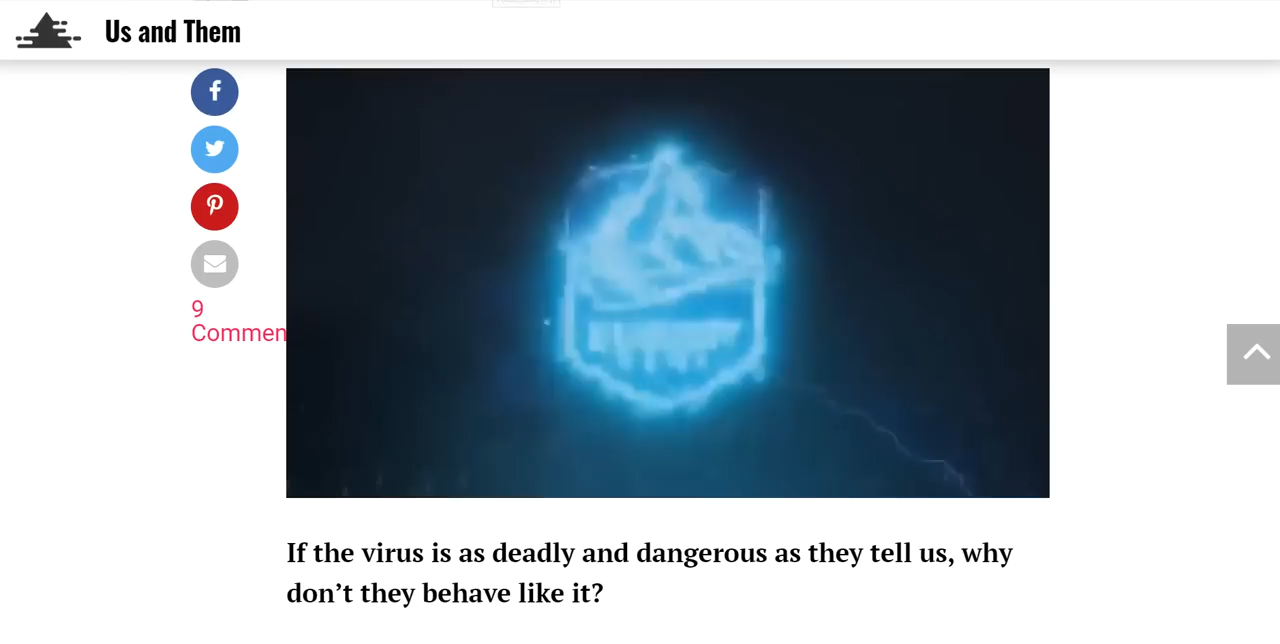 Us and Them
9
Commen
If the virus is as deadly and dangerous as they tell us, why
don’t they behave like it?